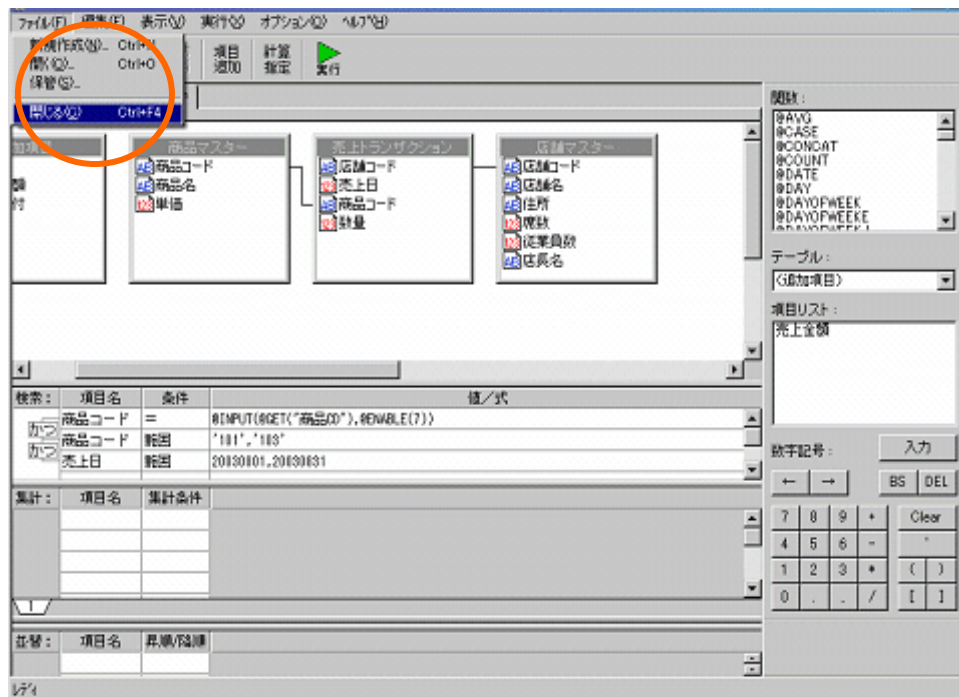 ファイル(F) 編集(E) 表示(V) 実行(X) オプション(O) ヘルプ(H)
新規作成(N)... Ctrl+N
開く(O)... Ctrl+O
保管(S)...
閉じる(C) Ctrl+F4
項目追加 計算指定 実行
商品マスター
商品コード
商品名
単価
売上トランザクション
店舗コード
売上日
商品コード
数量
店舗マスター
店舗コード
店舗名
住所
席数
従業員数
店長名
関数:
@AVG
@CASE
@CONCAT
@COUNT
@DATE
@DAY
@DAYOFWEEK
@DAYOFWEEKE
テーブル:
(追加項目)
項目リスト:
売上金額
検索: 項目名 条件 値/式
商品コード = @INPUT(@GET("商品CD"),@ENABLE(7))
かつ 商品コード 範囲 '101','103'
かつ 売上日 範囲 20030801,20030831
集計: 項目名 集計条件
1
並替: 項目名 昇順/降順
数字記号: 入力
← → BS DEL
7 8 9 + Clear
4 5 6 - '
1 2 3 * ( )
0 . , / [ ]
レディ